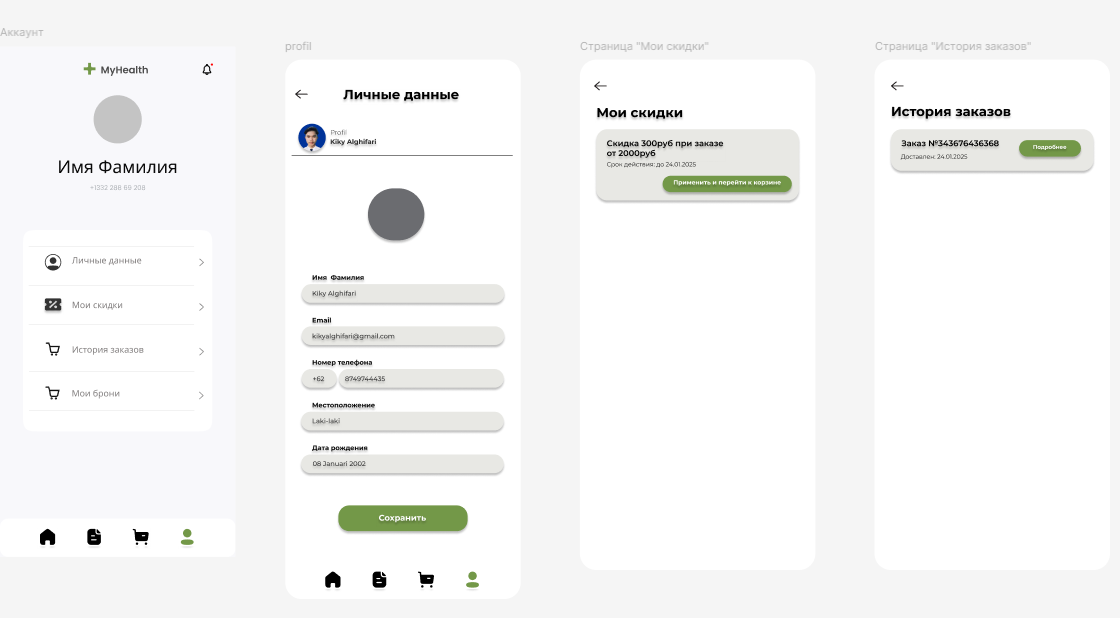 Аккаунт
MyHealth
Имя Фамилия
+1332 288 68 208
Личные данные
Мои скидки
История заказов
Мои брони
profil
Личные данные
Profil
Kiky Alghifari
Имя Фамилия
Kiky Alghifari
Email
kikyalghifari@gmail.com
Номер телефона
+62 8749744435
Местоположение
Laki-laki
Дата рождения
08 Januari 2002
Сохранить
Страница "Мои скидки"
Мои скидки
Скидка 300руб при заказе
от 2000руб
Срок действия: до 24.01.2025
Применить и перейти к корзине
Страница "История заказов"
История заказов
Заказ №343676436368
Доставлен: 24.01.2025
Подробнее